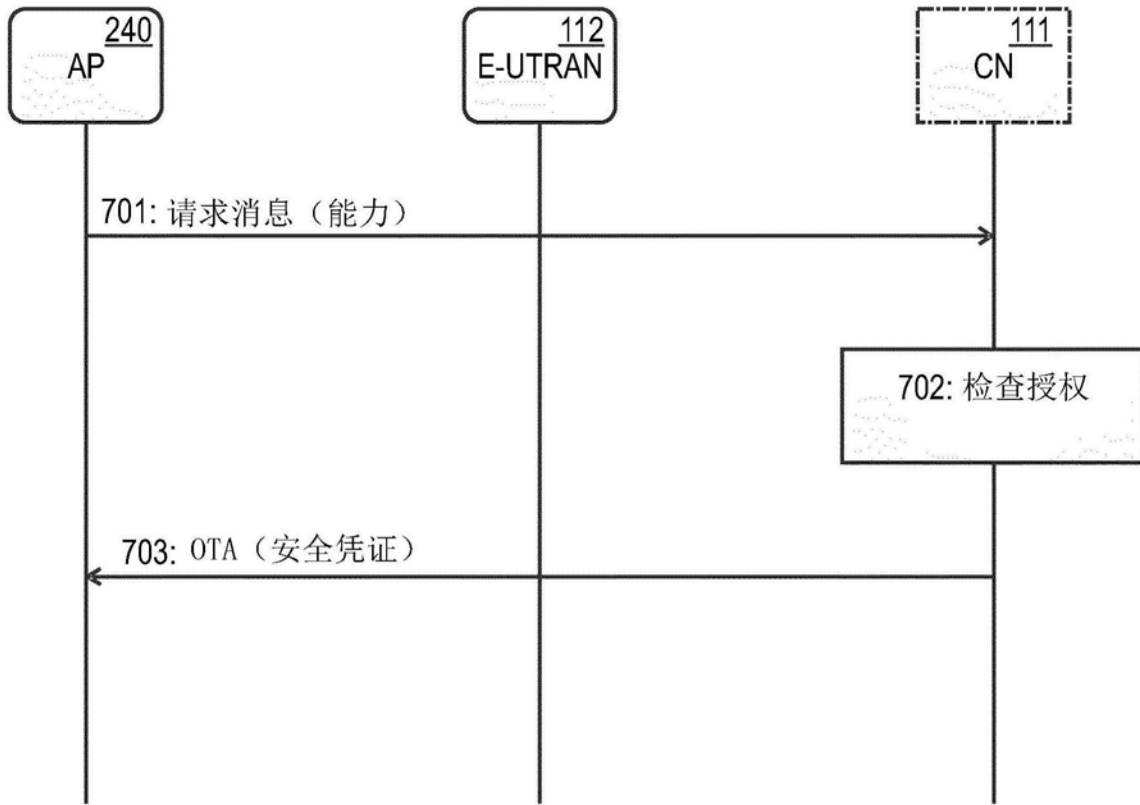 240
AP
112
E-UTRAN
111
CN
701: 请求消息（能力）
702: 检查授权
703: OTA（安全凭证）